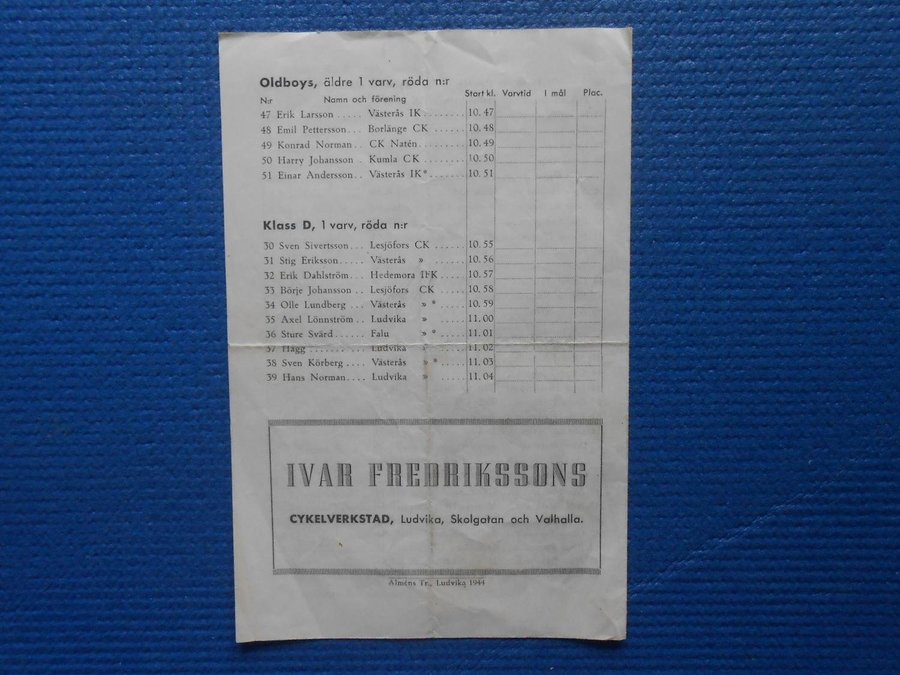 Oldboys, äldre 1 varv, röda n:r
N:r Namn och förening Start kl. Varvtid I mål Plac.
47 Erik Larsson ..... Västerås IK ........ 10.47
48 Emil Pettersson... Borlänge CK ...... 10.48
49 Konrad Norman.. CK Natén......... 10.49
50 Harry Johansson . Kumla CK ........ 10.50
51 Einar Andersson.. Västerås IK*....... 10.51
Klass D, 1 varv, röda n:r
30 Sven Sivertsson... Lesjöfors CK ..... 10.55
31 Stig Eriksson..... Västerås » ..... 10.56
32 Erik Dahlström... Hedemora IFK .... 10.57
33 Börje Johansson .. Lesjöfors CK ..... 10.58
34 Olle Lundberg ... Västerås » * ..... 10.59
35 Axel Lönnström.. Ludvika » ..... 11.00
36 Sture Svärd...... Falu » * ..... 11.01
37 Hägg ......... Ludvika » ..... 11.02
38 Sven Körberg .... Västerås » * ..... 11.03
39 Hans Norman.... Ludvika » ..... 11.04
IVAR FREDRIKSSONS
CYKELVERKSTAD, Ludvika, Skolgatan och Valhalla.
Alméns Tr., Ludvika 1944